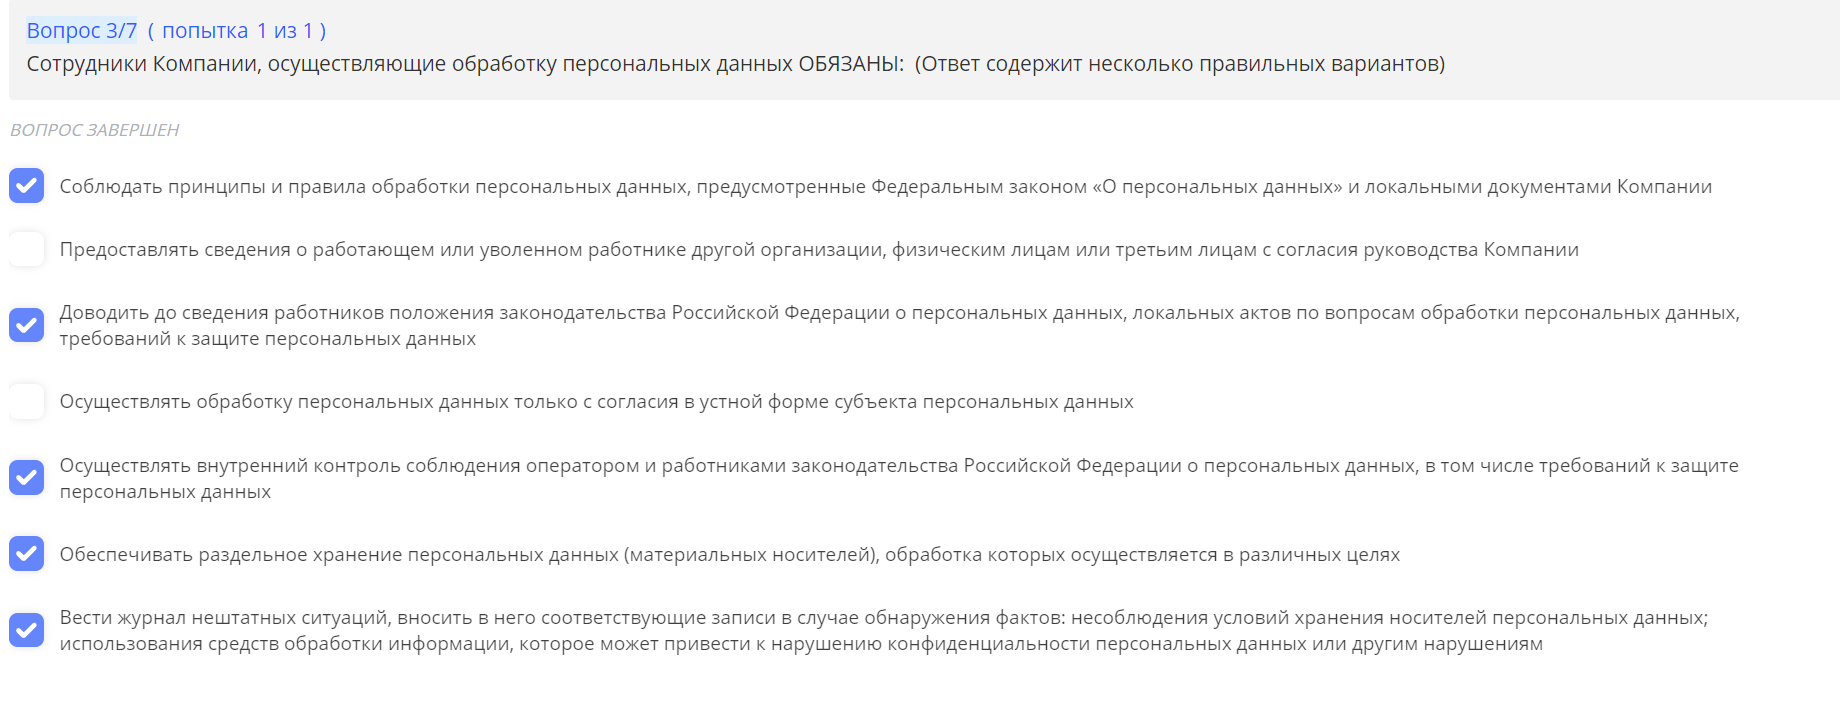 Вопрос 3/7 ( попытка 1 из 1 )
Сотрудники Компании, осуществляющие обработку персональных данных ОБЯЗАНЫ: (Ответ содержит несколько правильных вариантов)
ВОПРОС ЗАВЕРШЕН
Соблюдать принципы и правила обработки персональных данных, предусмотренные Федеральным законом «О персональных данных» и локальными документами Компании
Предоставлять сведения о работающем или уволенном работнике другой организации, физическим лицам или третьим лицам с согласия руководства Компании
Доводить до сведения работников положения законодательства Российской Федерации о персональных данных, локальных актов по вопросам обработки персональных данных,
требований к защите персональных данных
Осуществлять обработку персональных данных только с согласия в устной форме субъекта персональных данных
Осуществлять внутренний контроль соблюдения оператором и работниками законодательства Российской Федерации о персональных данных, в том числе требований к защите
персональных данных
Обеспечивать раздельное хранение персональных данных (материальных носителей), обработка которых осуществляется в различных целях
Вести журнал нештатных ситуаций, вносить в него соответствующие записи в случае обнаружения фактов: несоблюдения условий хранения носителей персональных данных;
использования средств обработки информации, которое может привести к нарушению конфиденциальности персональных данных или другим нарушениям